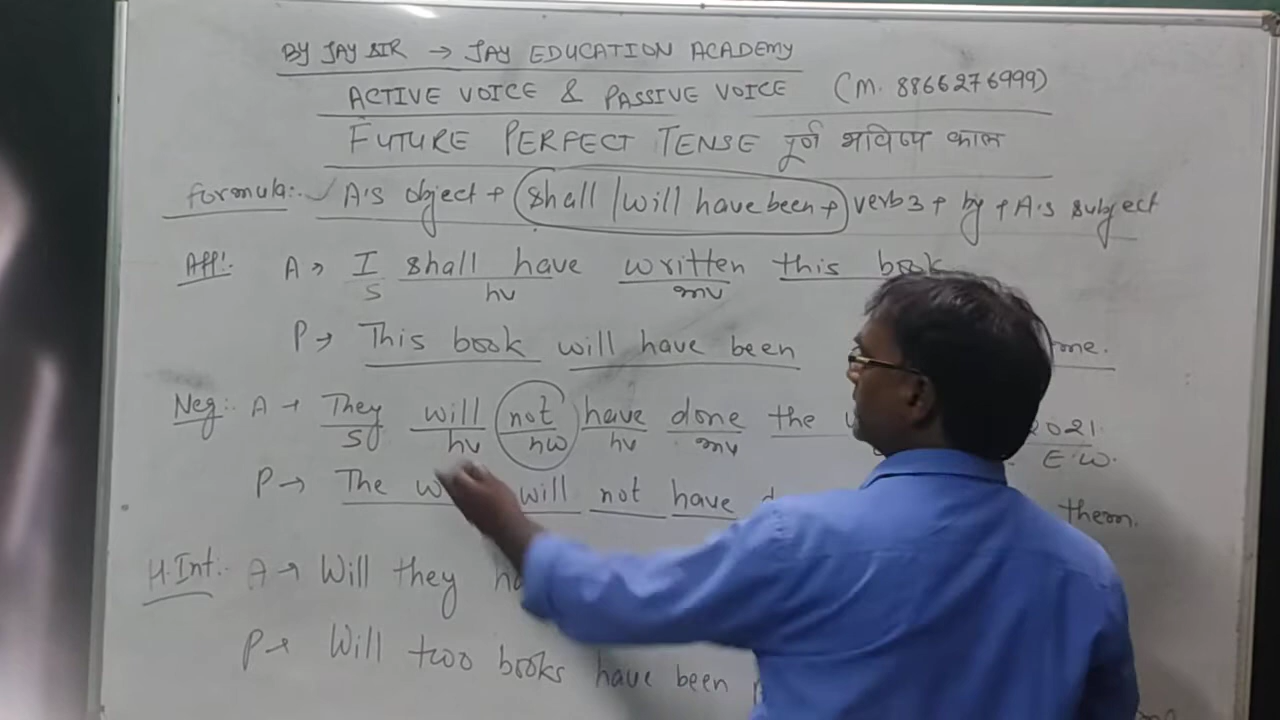 BY JAY SIR → JAY EDUCATION ACADEMY
ACTIVE VOICE & PASSIVE VOICE (M. 8866276999)
FUTURE PERFECT TENSE पूर्ण भविष्य काल
formula:- A's object + shall / will have been + verb3 + by + A's subject
Aff:- A → I shall have written this book
S hv mv
P → This book will have been me.
Neg:- A → They will not have done the 2021
S hv nw hv mv E.W.
P → The will not have them.
H.Int:- A → Will they
P → Will two books have been